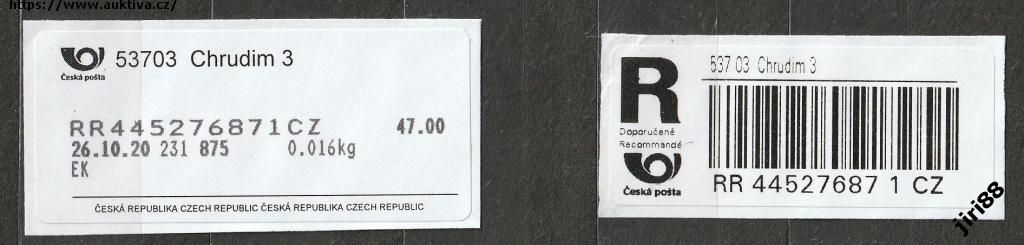 https://www.auktiva.cz/
Česká pošta
53703 Chrudim 3
RR445276871CZ 47.00
26.10.20 231 875 0.016kg
EK
ČESKÁ REPUBLIKA CZECH REPUBLIC ČESKÁ REPUBLIKA CZECH REPUBLIC
R
Doporučené
Recommandé
Česká pošta
537 03 Chrudim 3
RR 44527687 1 CZ
jiri88